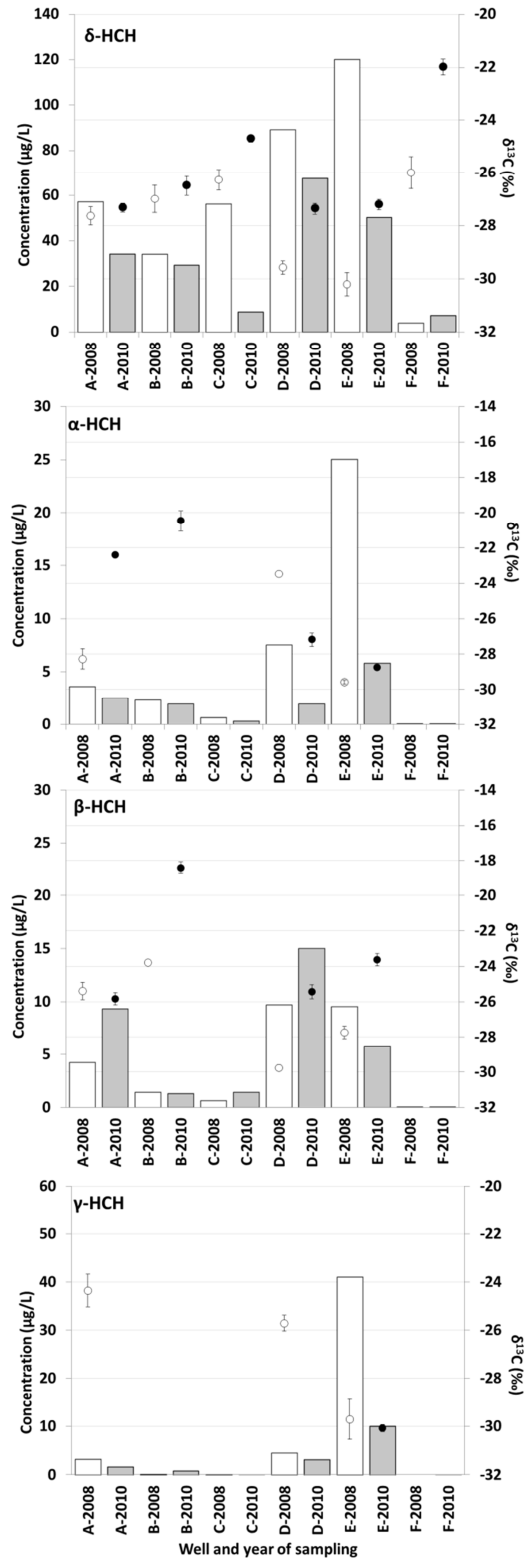 δ-HCH
140
120
100
80
60
40
20
0
Concentration (μg/L)
-20
-22
-24
-26
-28
-30
-32
δ13C (‰)
A-2008
A-2010
B-2008
B-2010
C-2008
C-2010
D-2008
D-2010
E-2008
E-2010
F-2008
F-2010
α-HCH
30
25
20
15
10
5
0
Concentration (μg/L)
-14
-16
-18
-20
-22
-24
-26
-28
-30
-32
δ13C (‰)
A-2008
A-2010
B-2008
B-2010
C-2008
C-2010
D-2008
D-2010
E-2008
E-2010
F-2008
F-2010
β-HCH
30
25
20
15
10
5
0
Concentration (μg/L)
-14
-16
-18
-20
-22
-24
-26
-28
-30
-32
δ13C (‰)
A-2008
A-2010
B-2008
B-2010
C-2008
C-2010
D-2008
D-2010
E-2008
E-2010
F-2008
F-2010
γ-HCH
60
50
40
30
20
10
0
Concentration (μg/L)
-20
-22
-24
-26
-28
-30
-32
δ13C (‰)
A-2008
A-2010
B-2008
B-2010
C-2008
C-2010
D-2008
D-2010
E-2008
E-2010
F-2008
F-2010
Well and year of sampling